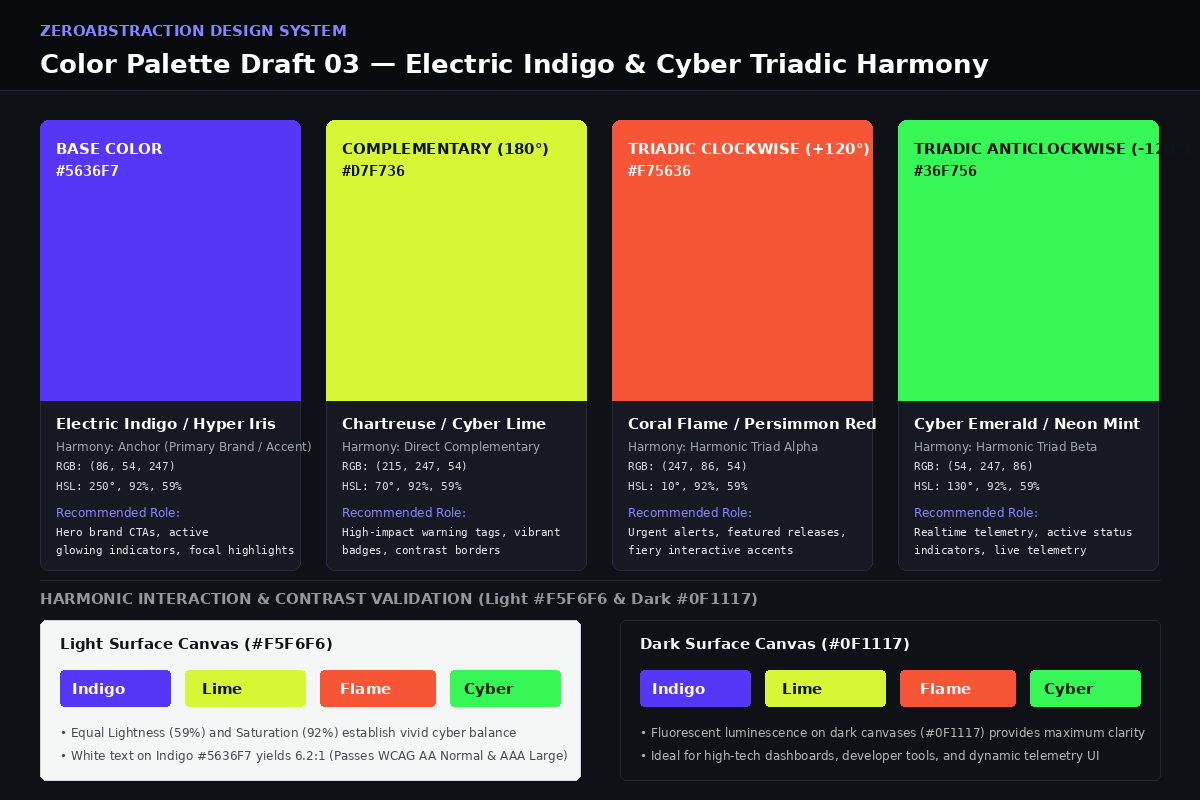 ZEROABSTRACTION DESIGN SYSTEM
Color Palette Draft 03 — Electric Indigo & Cyber Triadic Harmony
BASE COLOR
#5636F7
Electric Indigo / Hyper Iris
Harmony: Anchor (Primary Brand / Accent)
RGB: (86, 54, 247)
HSL: 250°, 92%, 59%
Recommended Role:
Hero brand CTAs, active
glowing indicators, focal highlights
COMPLEMENTARY (180°)
#D7F736
Chartreuse / Cyber Lime
Harmony: Direct Complementary
RGB: (215, 247, 54)
HSL: 70°, 92%, 59%
Recommended Role:
High-impact warning tags, vibrant
badges, contrast borders
TRIADIC CLOCKWISE (+120°)
#F75636
Coral Flame / Persimmon Red
Harmony: Harmonic Triad Alpha
RGB: (247, 86, 54)
HSL: 10°, 92%, 59%
Recommended Role:
Urgent alerts, featured releases,
fiery interactive accents
TRIADIC ANTICLOCKWISE (-120°)
#36F756
Cyber Emerald / Neon Mint
Harmony: Harmonic Triad Beta
RGB: (54, 247, 86)
HSL: 130°, 92%, 59%
Recommended Role:
Realtime telemetry, active status
indicators, live telemetry
HARMONIC INTERACTION & CONTRAST VALIDATION (Light #F5F6F6 & Dark #0F1117)
Light Surface Canvas (#F5F6F6)
Indigo
Lime
Flame
Cyber
• Equal Lightness (59%) and Saturation (92%) establish vivid cyber balance
• White text on Indigo #5636F7 yields 6.2:1 (Passes WCAG AA Normal & AAA Large)
Dark Surface Canvas (#0F1117)
Indigo
Lime
Flame
Cyber
• Fluorescent luminescence on dark canvases (#0F1117) provides maximum clarity
• Ideal for high-tech dashboards, developer tools, and dynamic telemetry UI